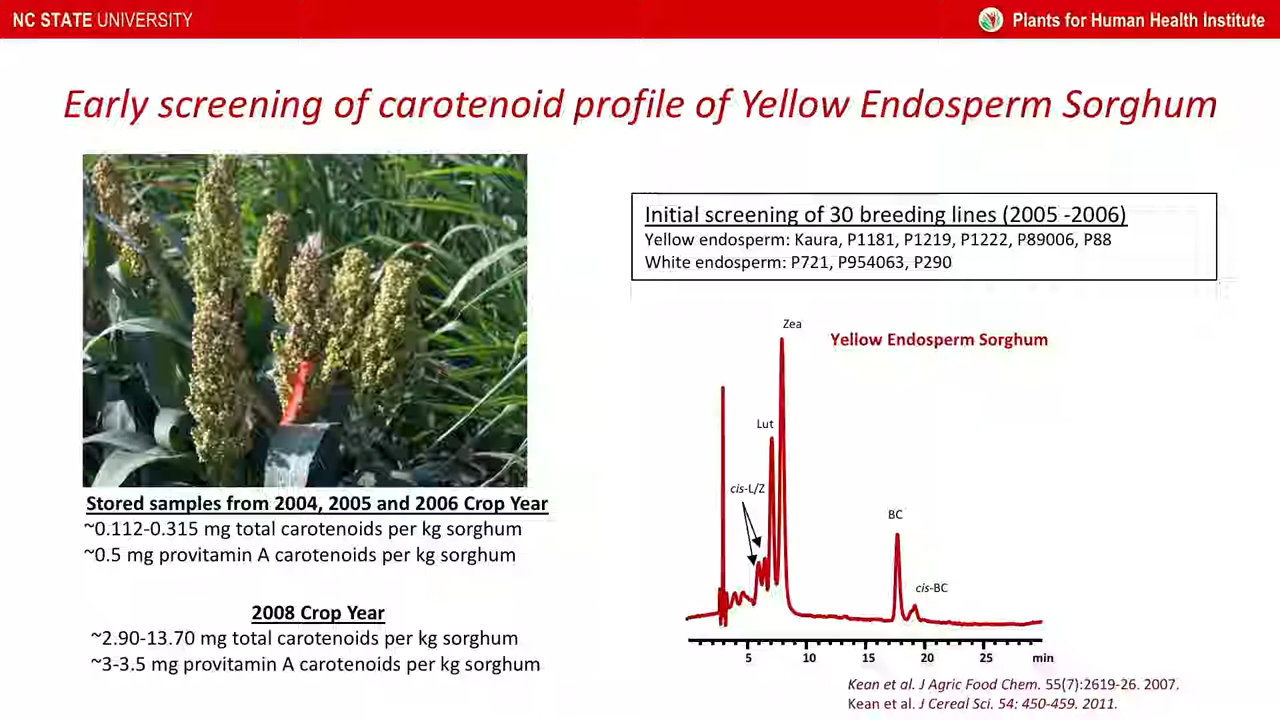 NC STATE UNIVERSITY
Plants for Human Health Institute
Early screening of carotenoid profile of Yellow Endosperm Sorghum
Initial screening of 30 breeding lines (2005 -2006)
Yellow endosperm: Kaura, P1181, P1219, P1222, P89006, P88
White endosperm: P721, P954063, P290
Stored samples from 2004, 2005 and 2006 Crop Year
~0.112-0.315 mg total carotenoids per kg sorghum
~0.5 mg provitamin A carotenoids per kg sorghum
2008 Crop Year
~2.90-13.70 mg total carotenoids per kg sorghum
~3-3.5 mg provitamin A carotenoids per kg sorghum
Zea
Yellow Endosperm Sorghum
Lut
cis-L/Z
BC
cis-BC
5 10 15 20 25 min
Kean et al. J Agric Food Chem. 55(7):2619-26. 2007.
Kean et al. J Cereal Sci. 54: 450-459. 2011.